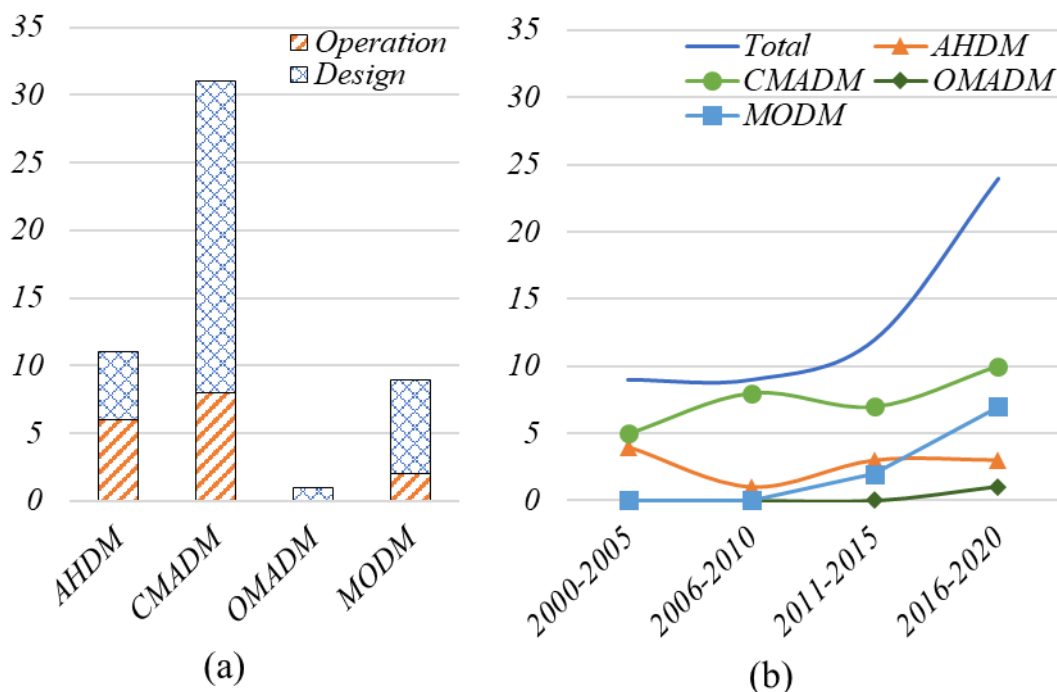 35
30
25
20
15
10
5
0
Operation
Design
AHDM
CMADM
OMADM
MODM
(a)
35
30
25
20
15
10
5
0
Total AHDM
CMADM OMADM
MODM
2000-2005
2006-2010
2011-2015
2016-2020
(b)